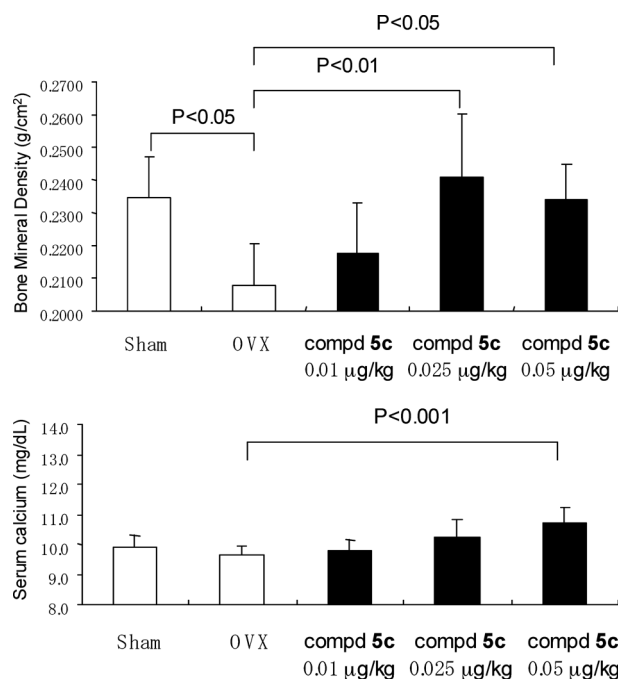 P<0.05
P<0.01
P<0.05
Bone Mineral Density (g/cm²)
0.2700
0.2600
0.2500
0.2400
0.2300
0.2200
0.2100
0.2000
Sham OVX compd 5c compd 5c compd 5c
0.01 μg/kg 0.025 μg/kg 0.05 μg/kg
P<0.001
Serum calcium (mg/dL)
14.0
13.0
12.0
11.0
10.0
9.0
8.0
Sham OVX compd 5c compd 5c compd 5c
0.01 μg/kg 0.025 μg/kg 0.05 μg/kg